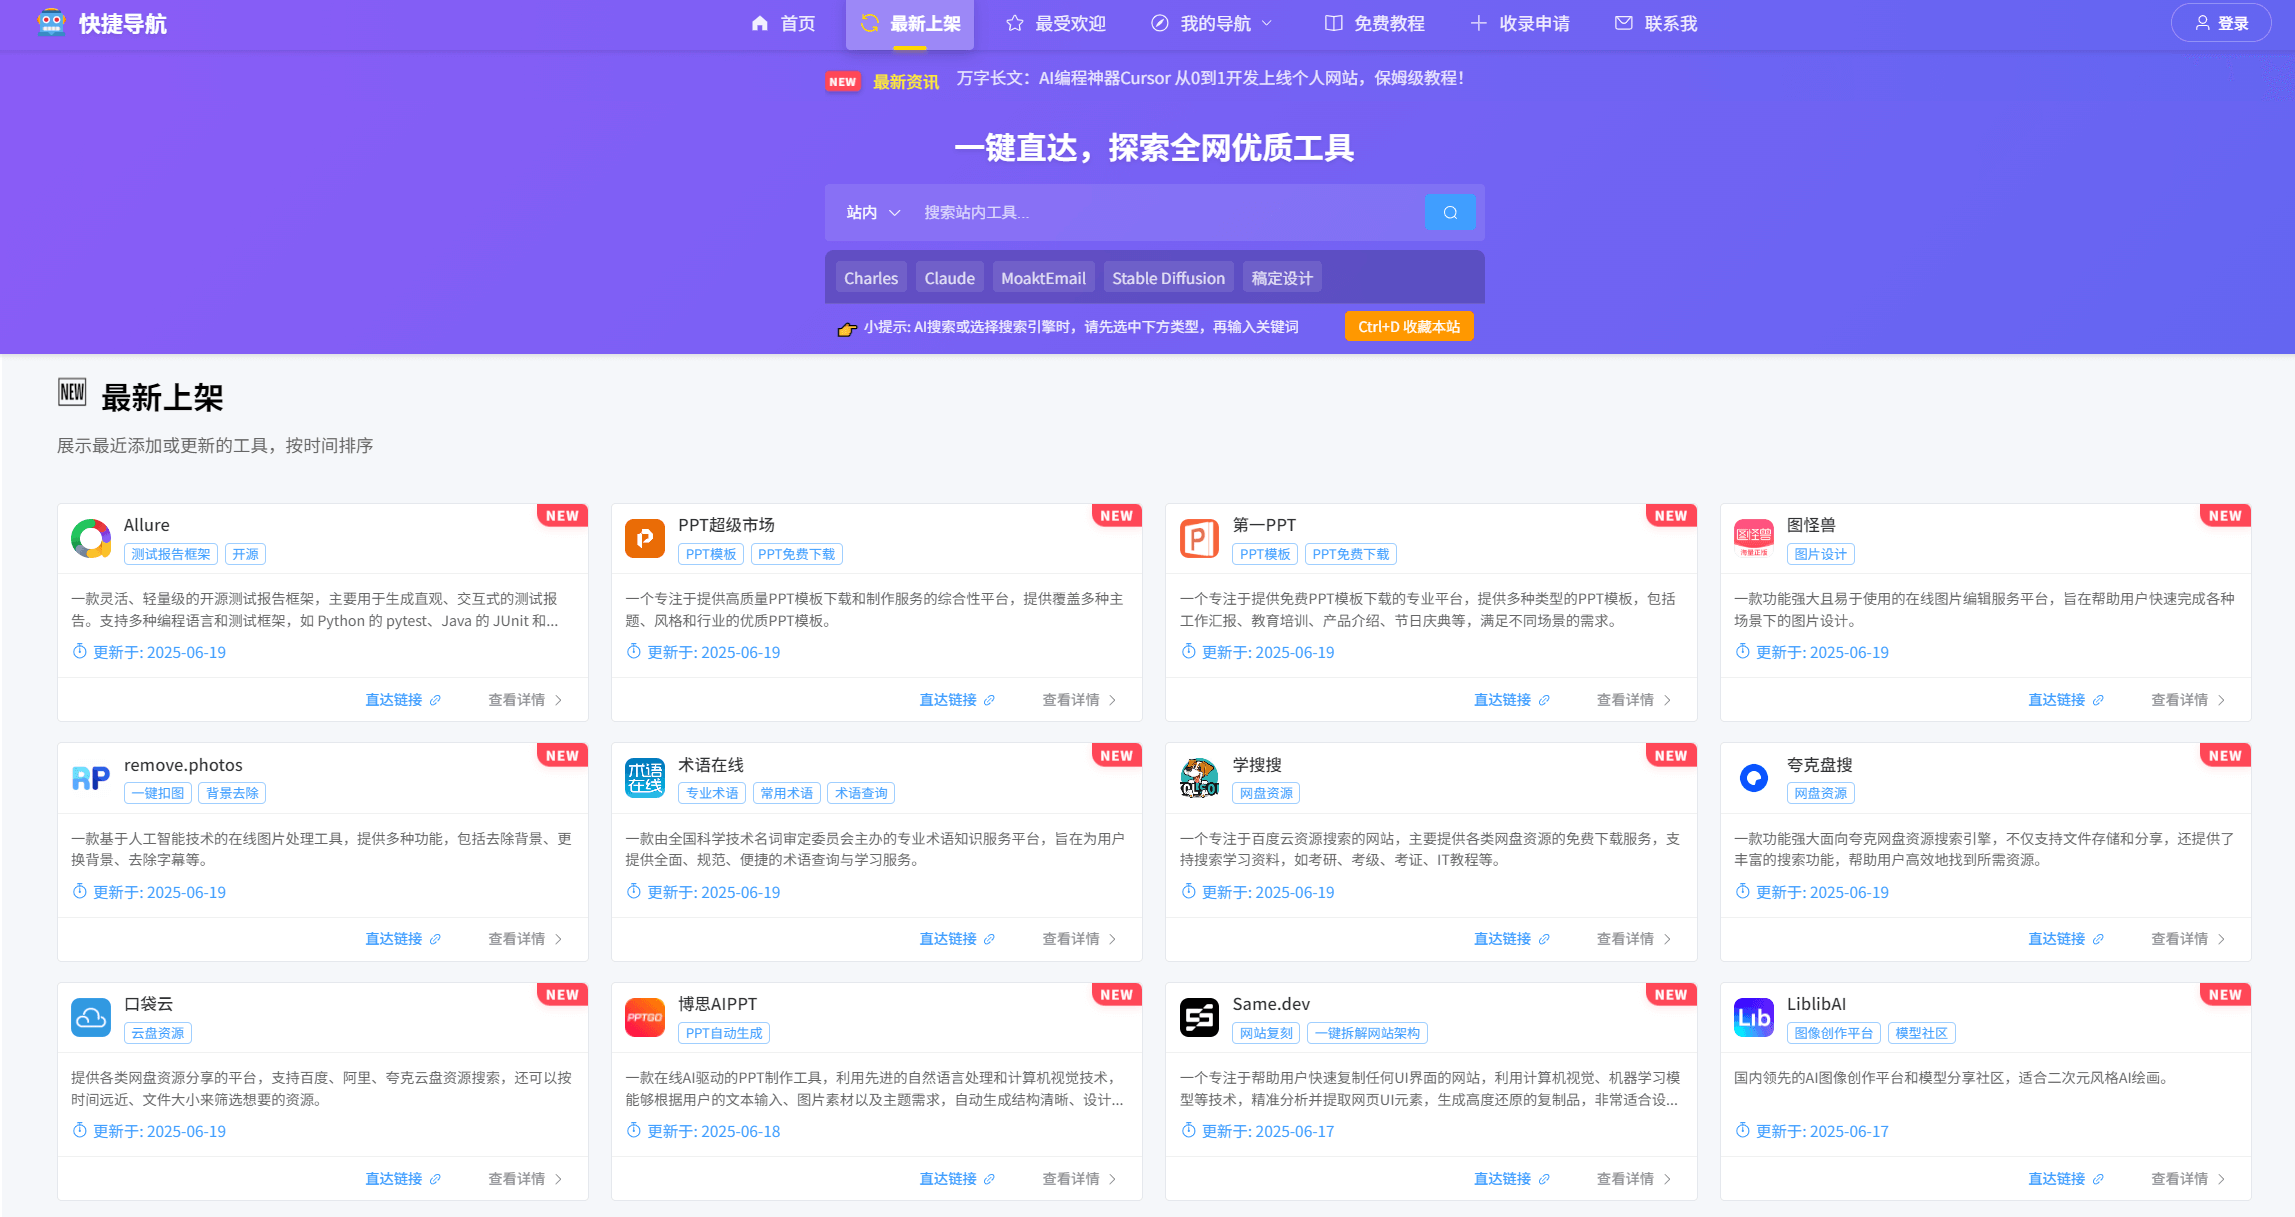 快捷导航
首页
最新上架
最受欢迎
我的导航
免费教程
收录申请
联系我
登录
NEW 最新资讯 万字长文：AI编程神器Cursor 从0到1开发上线个人网站，保姆级教程！
一键直达，探索全网优质工具
站内 搜索站内工具...
Charles Claude MoaktEmail Stable Diffusion 稿定设计
小提示: AI搜索或选择搜索引擎时，请先选中下方类型，再输入关键词 Ctrl+D 收藏本站
NEW 最新上架
展示最近添加或更新的工具，按时间排序
NEW
Allure
测试报告框架 开源
一款灵活、轻量级的开源测试报告框架，主要用于生成直观、交互式的测试报
告。支持多种编程语言和测试框架，如 Python 的 pytest、Java 的 JUnit 和...
更新于: 2025-06-19
直达链接 查看详情
NEW
PPT超级市场
PPT模板 PPT免费下载
一个专注于提供高质量PPT模板下载和制作服务的综合性平台，提供覆盖多种主
题、风格和行业的优质PPT模板。
更新于: 2025-06-19
直达链接 查看详情
NEW
第一PPT
PPT模板 PPT免费下载
一个专注于提供免费PPT模板下载的专业平台，提供多种类型的PPT模板，包括
工作汇报、教育培训、产品介绍、节日庆典等，满足不同场景的需求。
更新于: 2025-06-19
直达链接 查看详情
NEW
图怪兽
海量正版
图怪兽
图片设计
一款功能强大且易于使用的在线图片编辑服务平台，旨在帮助用户快速完成各种
场景下的图片设计。
更新于: 2025-06-19
直达链接 查看详情
NEW
RP
remove.photos
一键扣图 背景去除
一款基于人工智能技术的在线图片处理工具，提供多种功能，包括去除背景、更
换背景、去除字幕等。
更新于: 2025-06-19
直达链接 查看详情
NEW
术语
在线
术语在线
专业术语 常用术语 术语查询
一款由全国科学技术名词审定委员会主办的专业术语知识服务平台，旨在为用户
提供全面、规范、便捷的术语查询与学习服务。
更新于: 2025-06-19
直达链接 查看详情
NEW
学搜搜
网盘资源
一个专注于百度云资源搜索的网站，主要提供各类网盘资源的免费下载服务，支
持搜索学习资料，如考研、考级、考证、IT教程等。
更新于: 2025-06-19
直达链接 查看详情
NEW
夸克盘搜
网盘资源
一款功能强大面向夸克网盘资源搜索引擎，不仅支持文件存储和分享，还提供了
丰富的搜索功能，帮助用户高效地找到所需资源。
更新于: 2025-06-19
直达链接 查看详情
NEW
口袋云
云盘资源
提供各类网盘资源分享的平台，支持百度、阿里、夸克云盘资源搜索，还可以按
时间远近、文件大小来筛选想要的资源。
更新于: 2025-06-19
直达链接 查看详情
NEW
PPTGO
博思AIPPT
PPT自动生成
一款在线AI驱动的PPT制作工具，利用先进的自然语言处理和计算机视觉技术，
能够根据用户的文本输入、图片素材以及主题需求，自动生成结构清晰、设计...
更新于: 2025-06-18
直达链接 查看详情
NEW
Same.dev
网站复刻 一键拆解网站架构
一个专注于帮助用户快速复制任何UI界面的网站，利用计算机视觉、机器学习模
型等技术，精准分析并提取网页UI元素，生成高度还原的复制品，非常适合设...
更新于: 2025-06-17
直达链接 查看详情
NEW
Lib
LiblibAI
图像创作平台 模型社区
国内领先的AI图像创作平台和模型分享社区，适合二次元风格AI绘画。
更新于: 2025-06-17
直达链接 查看详情